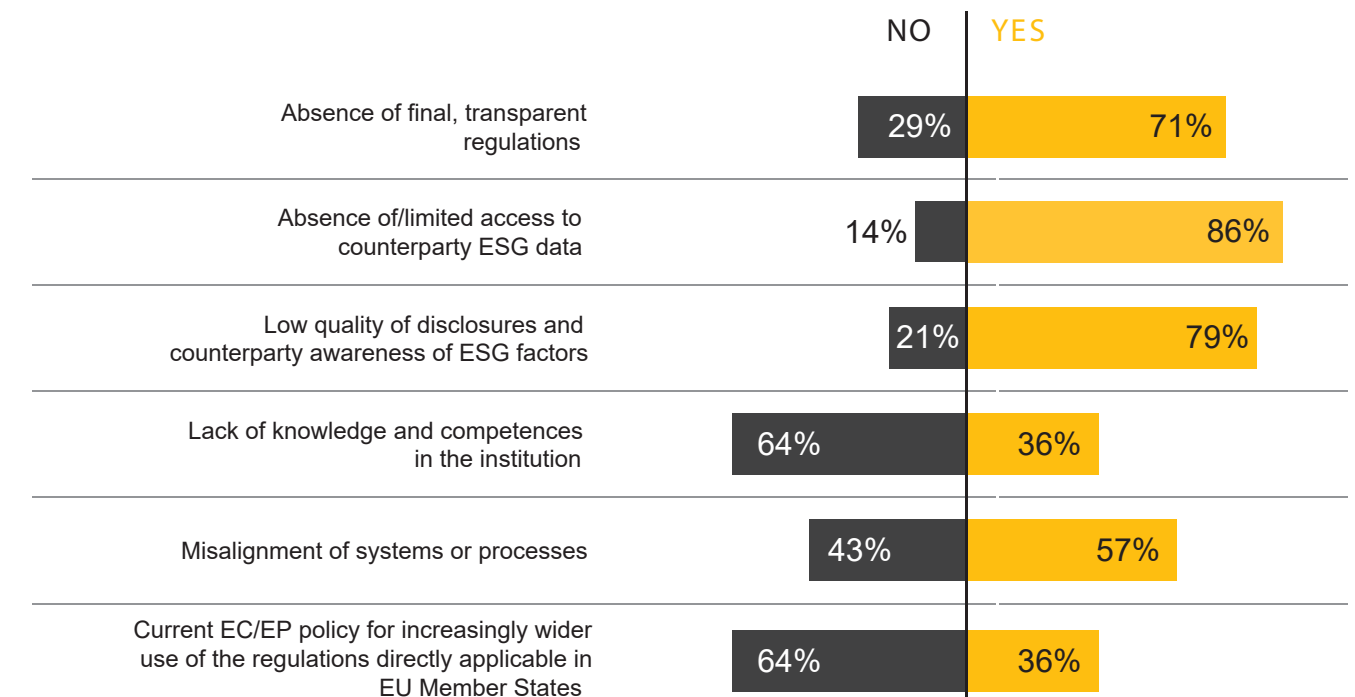 NO YES
Absence of final, transparent
regulations
29% 71%
Absence of/limited access to
counterparty ESG data
14% 86%
Low quality of disclosures and
counterparty awareness of ESG factors
21% 79%
Lack of knowledge and competences
in the institution
64% 36%
Misalignment of systems or processes
43% 57%
Current EC/EP policy for increasingly wider
use of the regulations directly applicable in
EU Member States
64% 36%